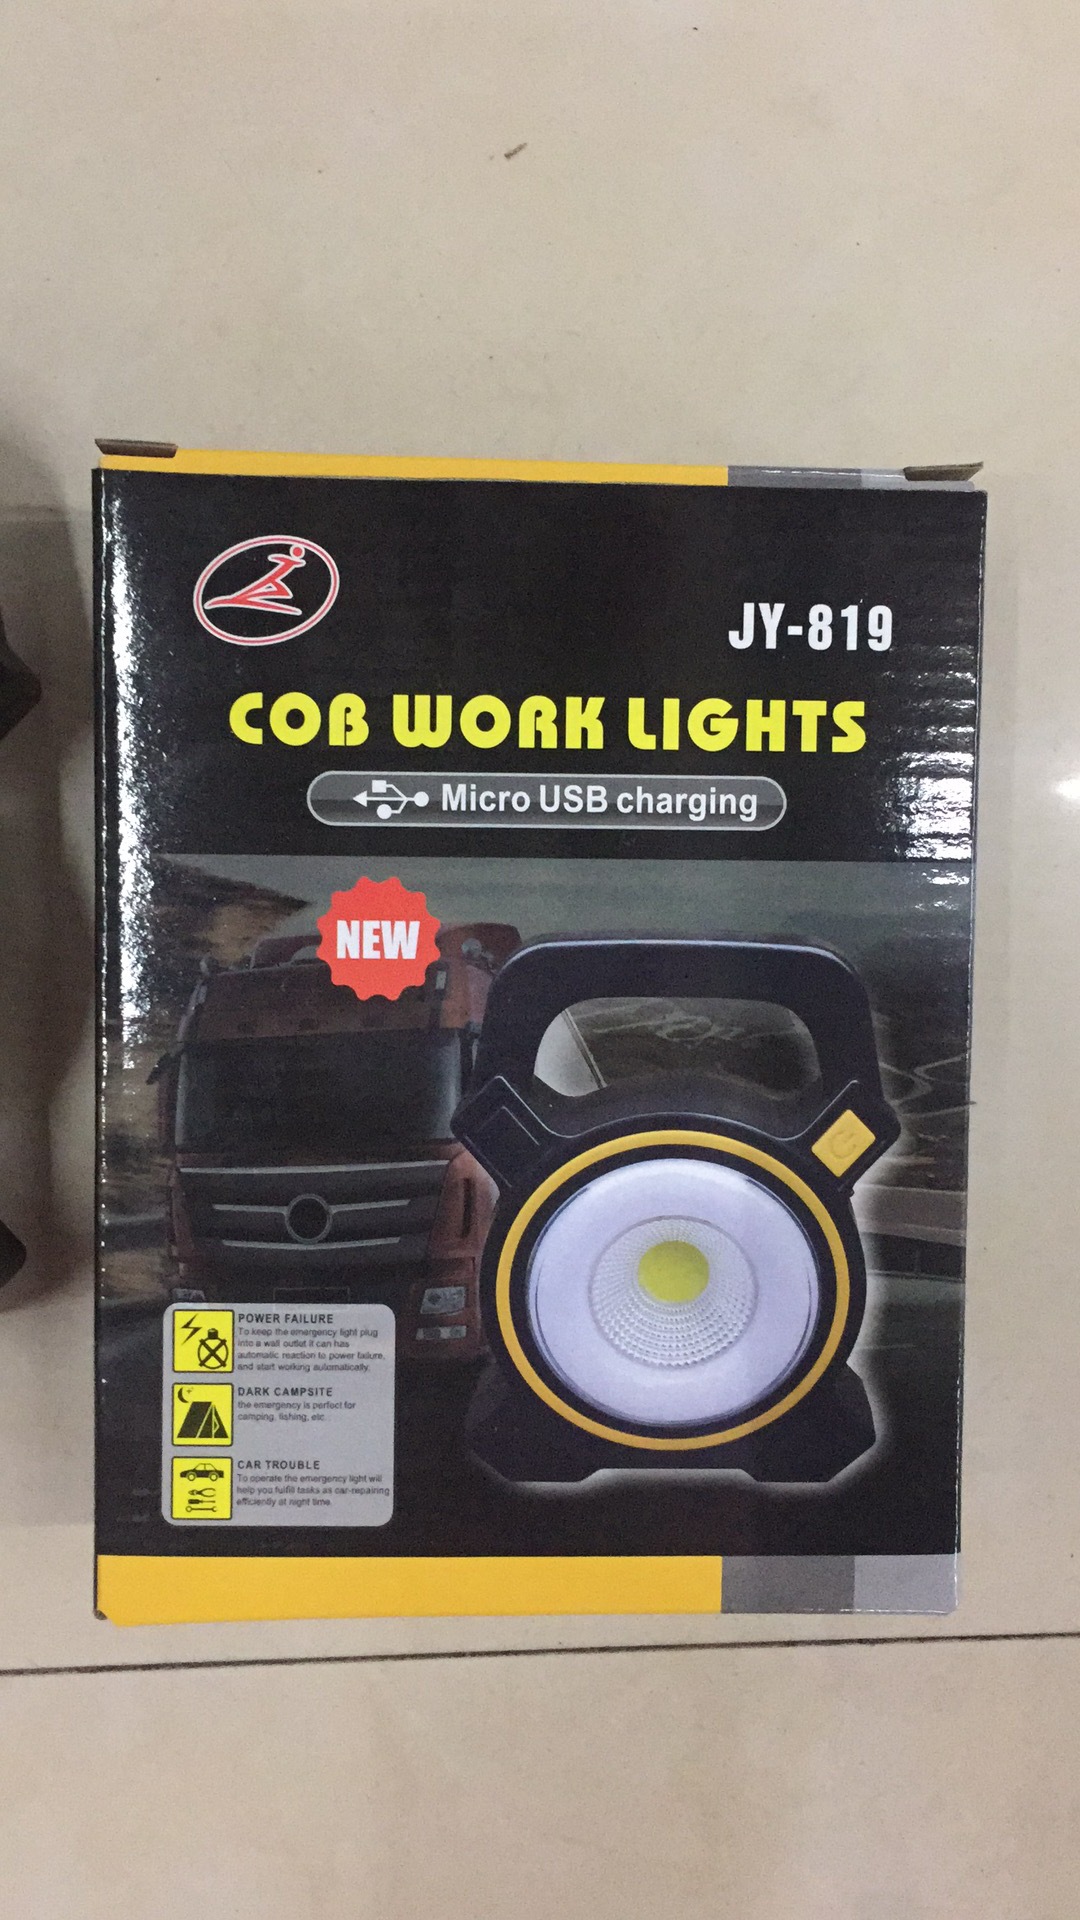 JY-819
COB WORK LIGHTS
Micro USB charging
NEW
POWER FAILURE
To keep the emergency light plug
into a wall outlet it can has
automatic reaction to power failure,
and start working automatically.
DARK CAMPSITE
the emergency is perfect for
camping, fishing, etc
CAR TROUBLE
To operate the emergency light will
help you fulfill tasks as car-repairing
efficiently at night time.